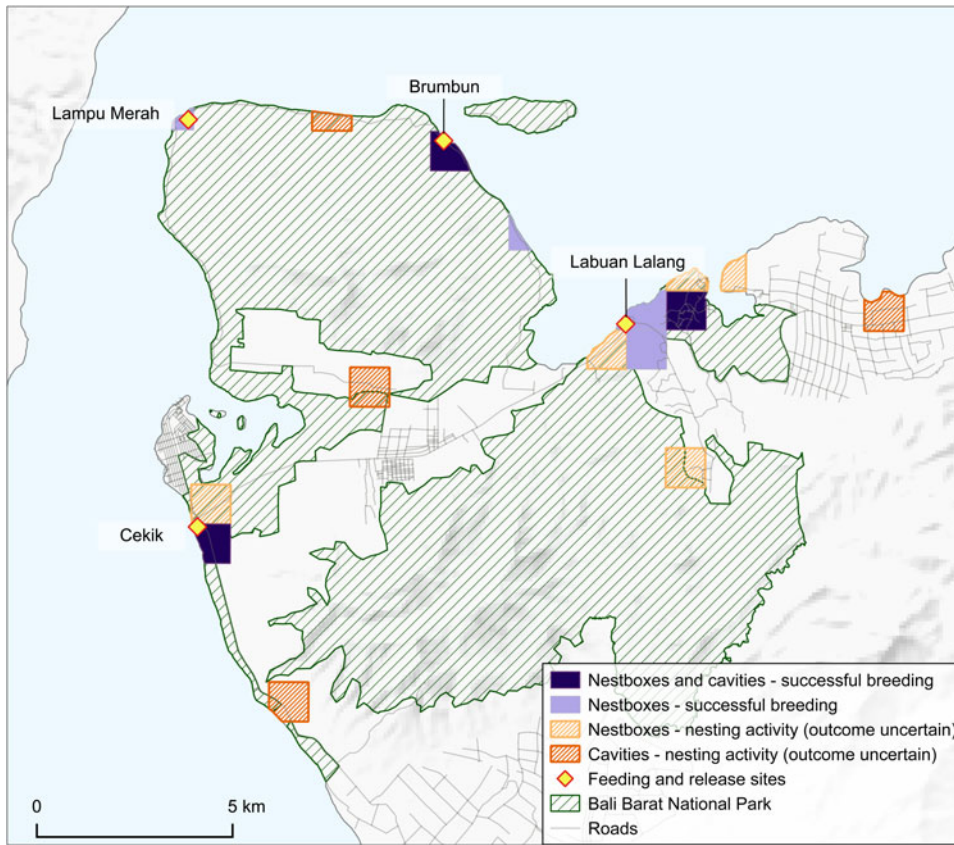 Brumbun
Lampu Merah
Labuan Lalang
Cekik
Nestboxes and cavities - successful breeding
Nestboxes - successful breeding
Nestboxes - nesting activity (outcome uncertain)
Cavities - nesting activity (outcome uncertain)
Feeding and release sites
Bali Barat National Park
Roads
0 5 km